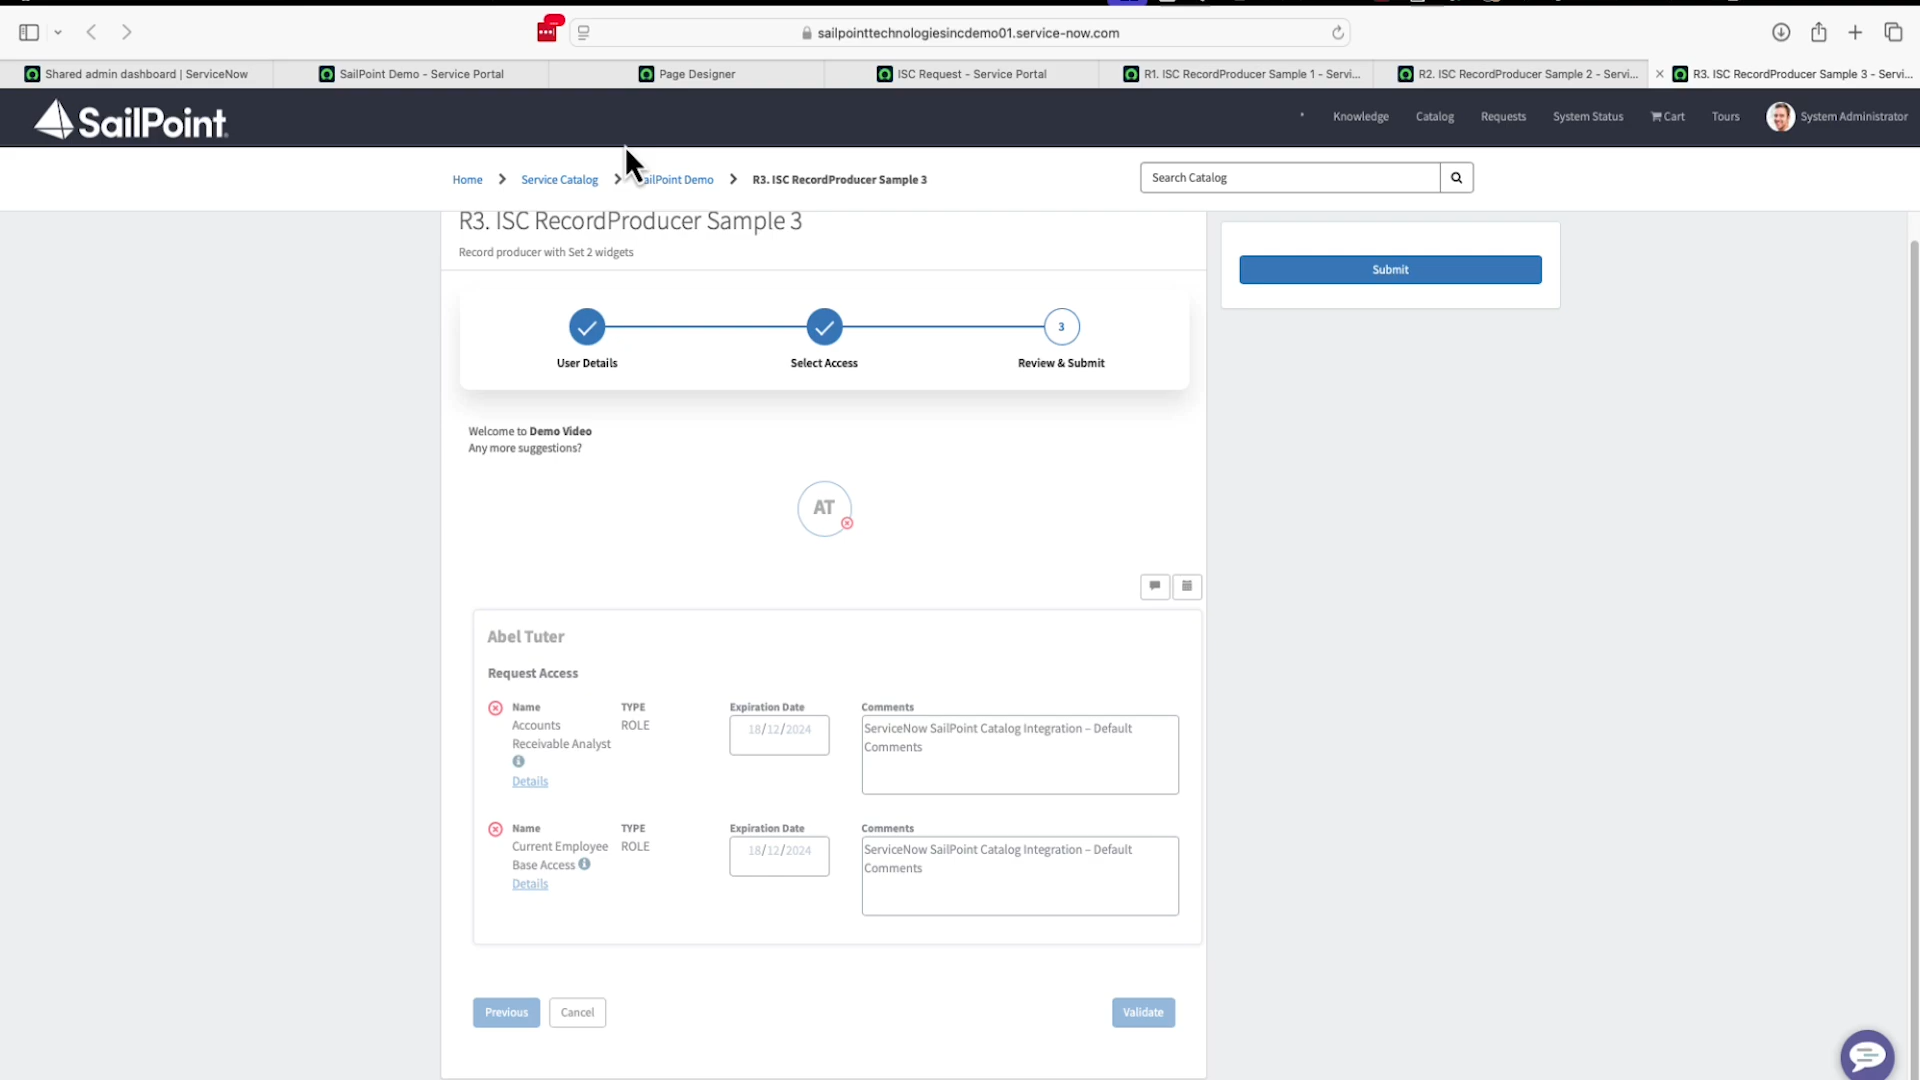 sailpointtechnologiesincdemo01.service-now.com
Shared admin dashboard | ServiceNow
SailPoint Demo - Service Portal
Page Designer
ISC Request - Service Portal
R1. ISC RecordProducer Sample 1 - Servi...
R2. ISC RecordProducer Sample 2 - Servi...
R3. ISC RecordProducer Sample 3 - Servi...
SailPoint
Knowledge
Catalog
Requests
System Status
Cart
Tours
System Administrator
Home
Service Catalog
ailPoint Demo
R3. ISC RecordProducer Sample 3
Search Catalog
R3. ISC RecordProducer Sample 3
Record producer with Set 2 widgets
Submit
3
User Details
Select Access
Review & Submit
Welcome to Demo Video
Any more suggestions?
AT
Abel Tuter
Request Access
Name TYPE Expiration Date Comments
Accounts ROLE 18/12/2024 ServiceNow SailPoint Catalog Integration – Default
Receivable Analyst Comments
Details
Name TYPE Expiration Date Comments
Current Employee ROLE 18/12/2024 ServiceNow SailPoint Catalog Integration – Default
Base Access Comments
Details
Previous
Cancel
Validate